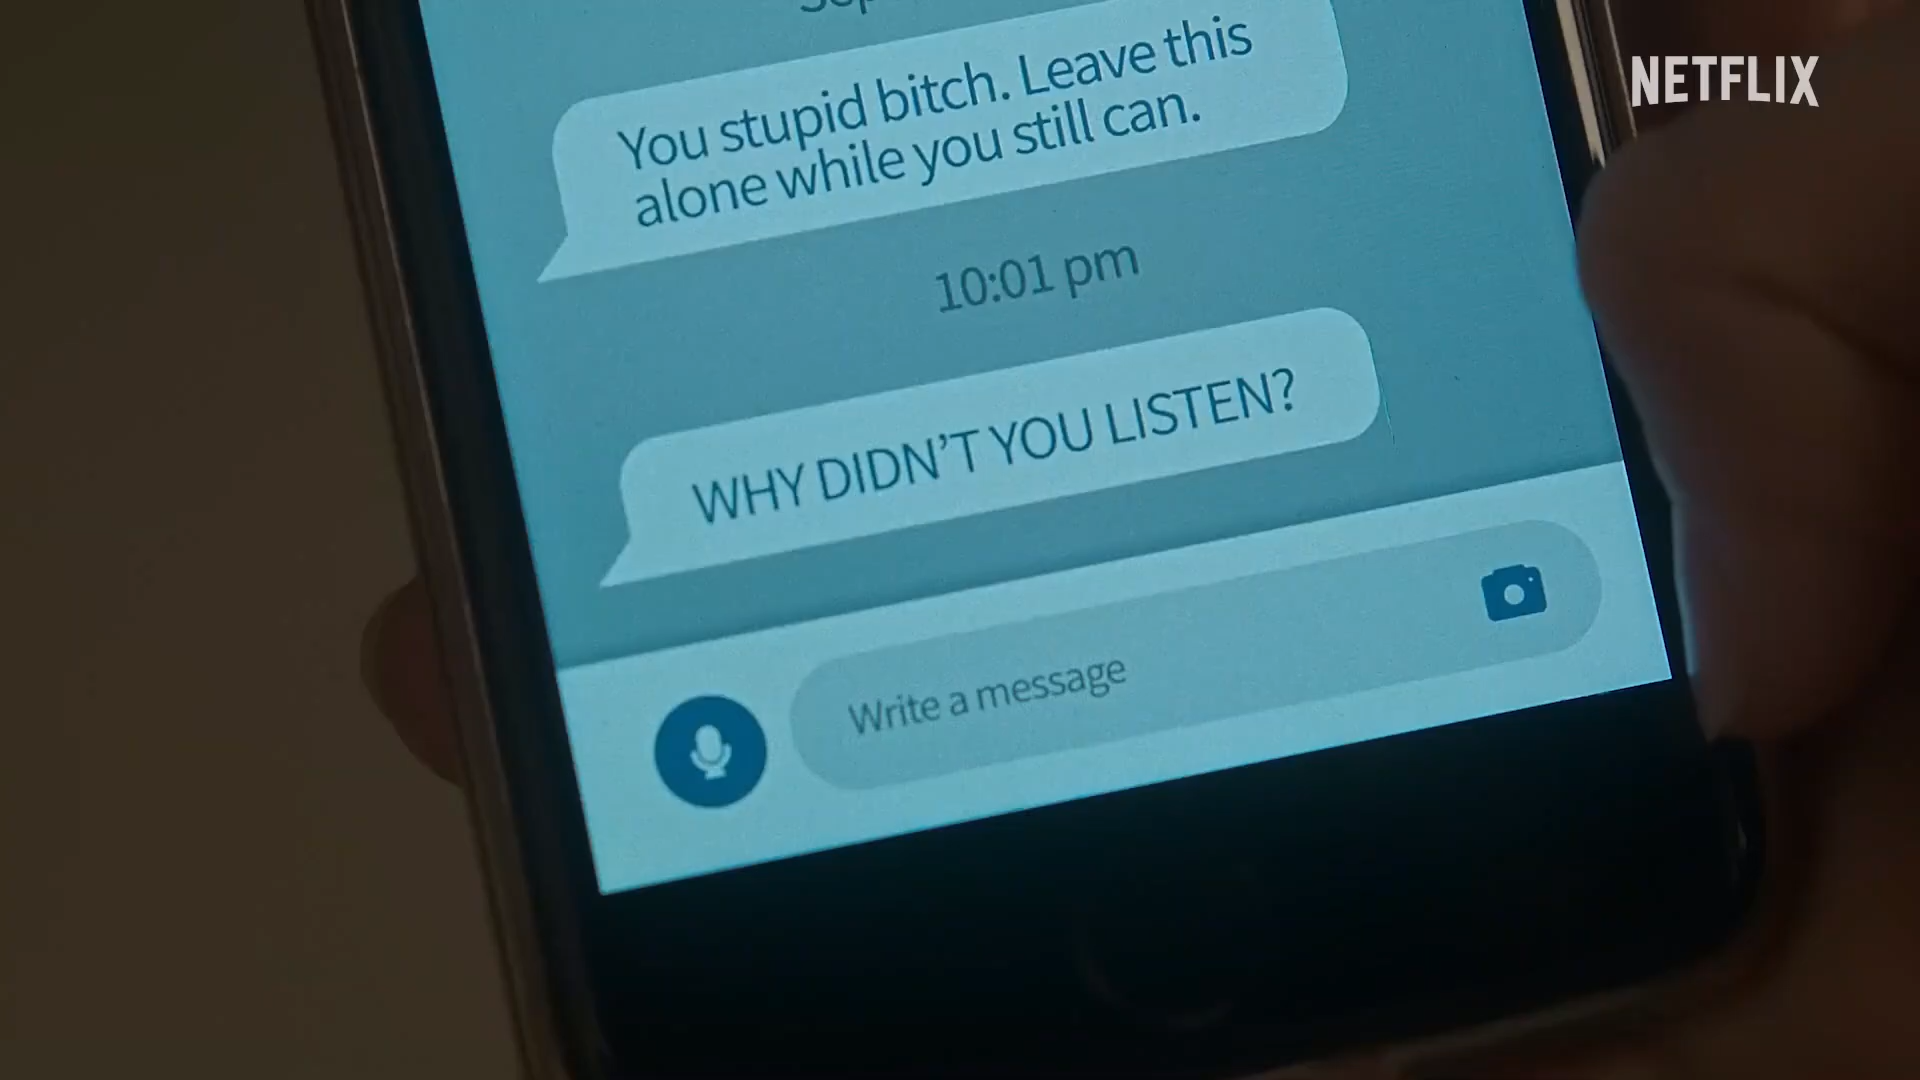 You stupid bitch. Leave this
alone while you still can.
10:01 pm
WHY DIDN'T YOU LISTEN?
Write a message
NETFLIX